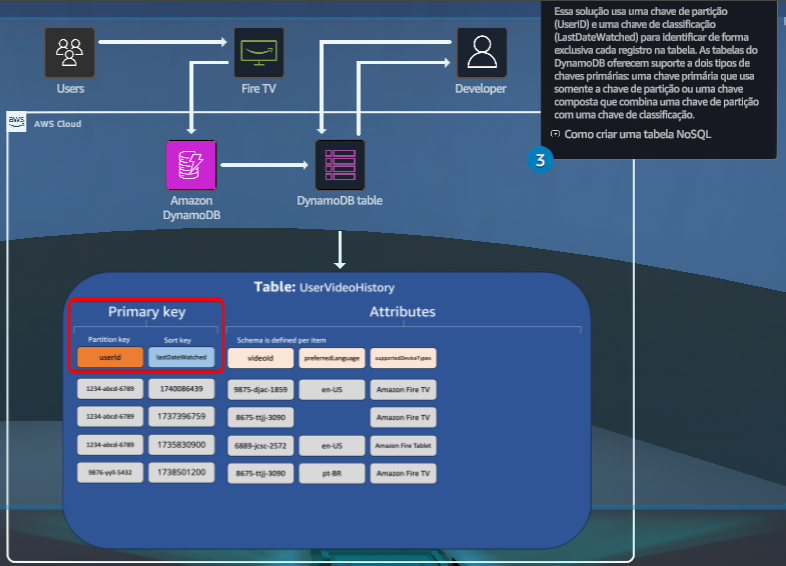 Essa solução usa uma chave de partição
(UserID) e uma chave de classificação
(LastDateWatched) para identificar de forma
exclusiva cada registro na tabela. As tabelas do
DynamoDB oferecem suporte a dois tipos de
chaves primárias: uma chave primária que usa
somente a chave de partição ou uma chave
composta que combina uma chave de partição
com uma chave de classificação.
Como criar uma tabela NoSQL
3
Users
Fire TV
Developer
aws
AWS Cloud
Amazon
DynamoDB
DynamoDB table
Table: UserVideoHistory
Primary key
Attributes
Partition key
Sort key
Schema is defined per item
userId
lastDateWatched
videoId
preferredLanguage
supportedDeviceTypes
1234-abcd-6789
1740086439
9875-djac-1859
en-US
Amazon Fire TV
1234-abcd-6789
1737396759
8675-ttjj-3090
Amazon Fire TV
1234-abcd-6789
1735830900
6889-jcsc-2572
en-US
Amazon Fire Tablet
9876-yyll-5432
1738501200
8675-ttjj-3090
pt-BR
Amazon Fire TV